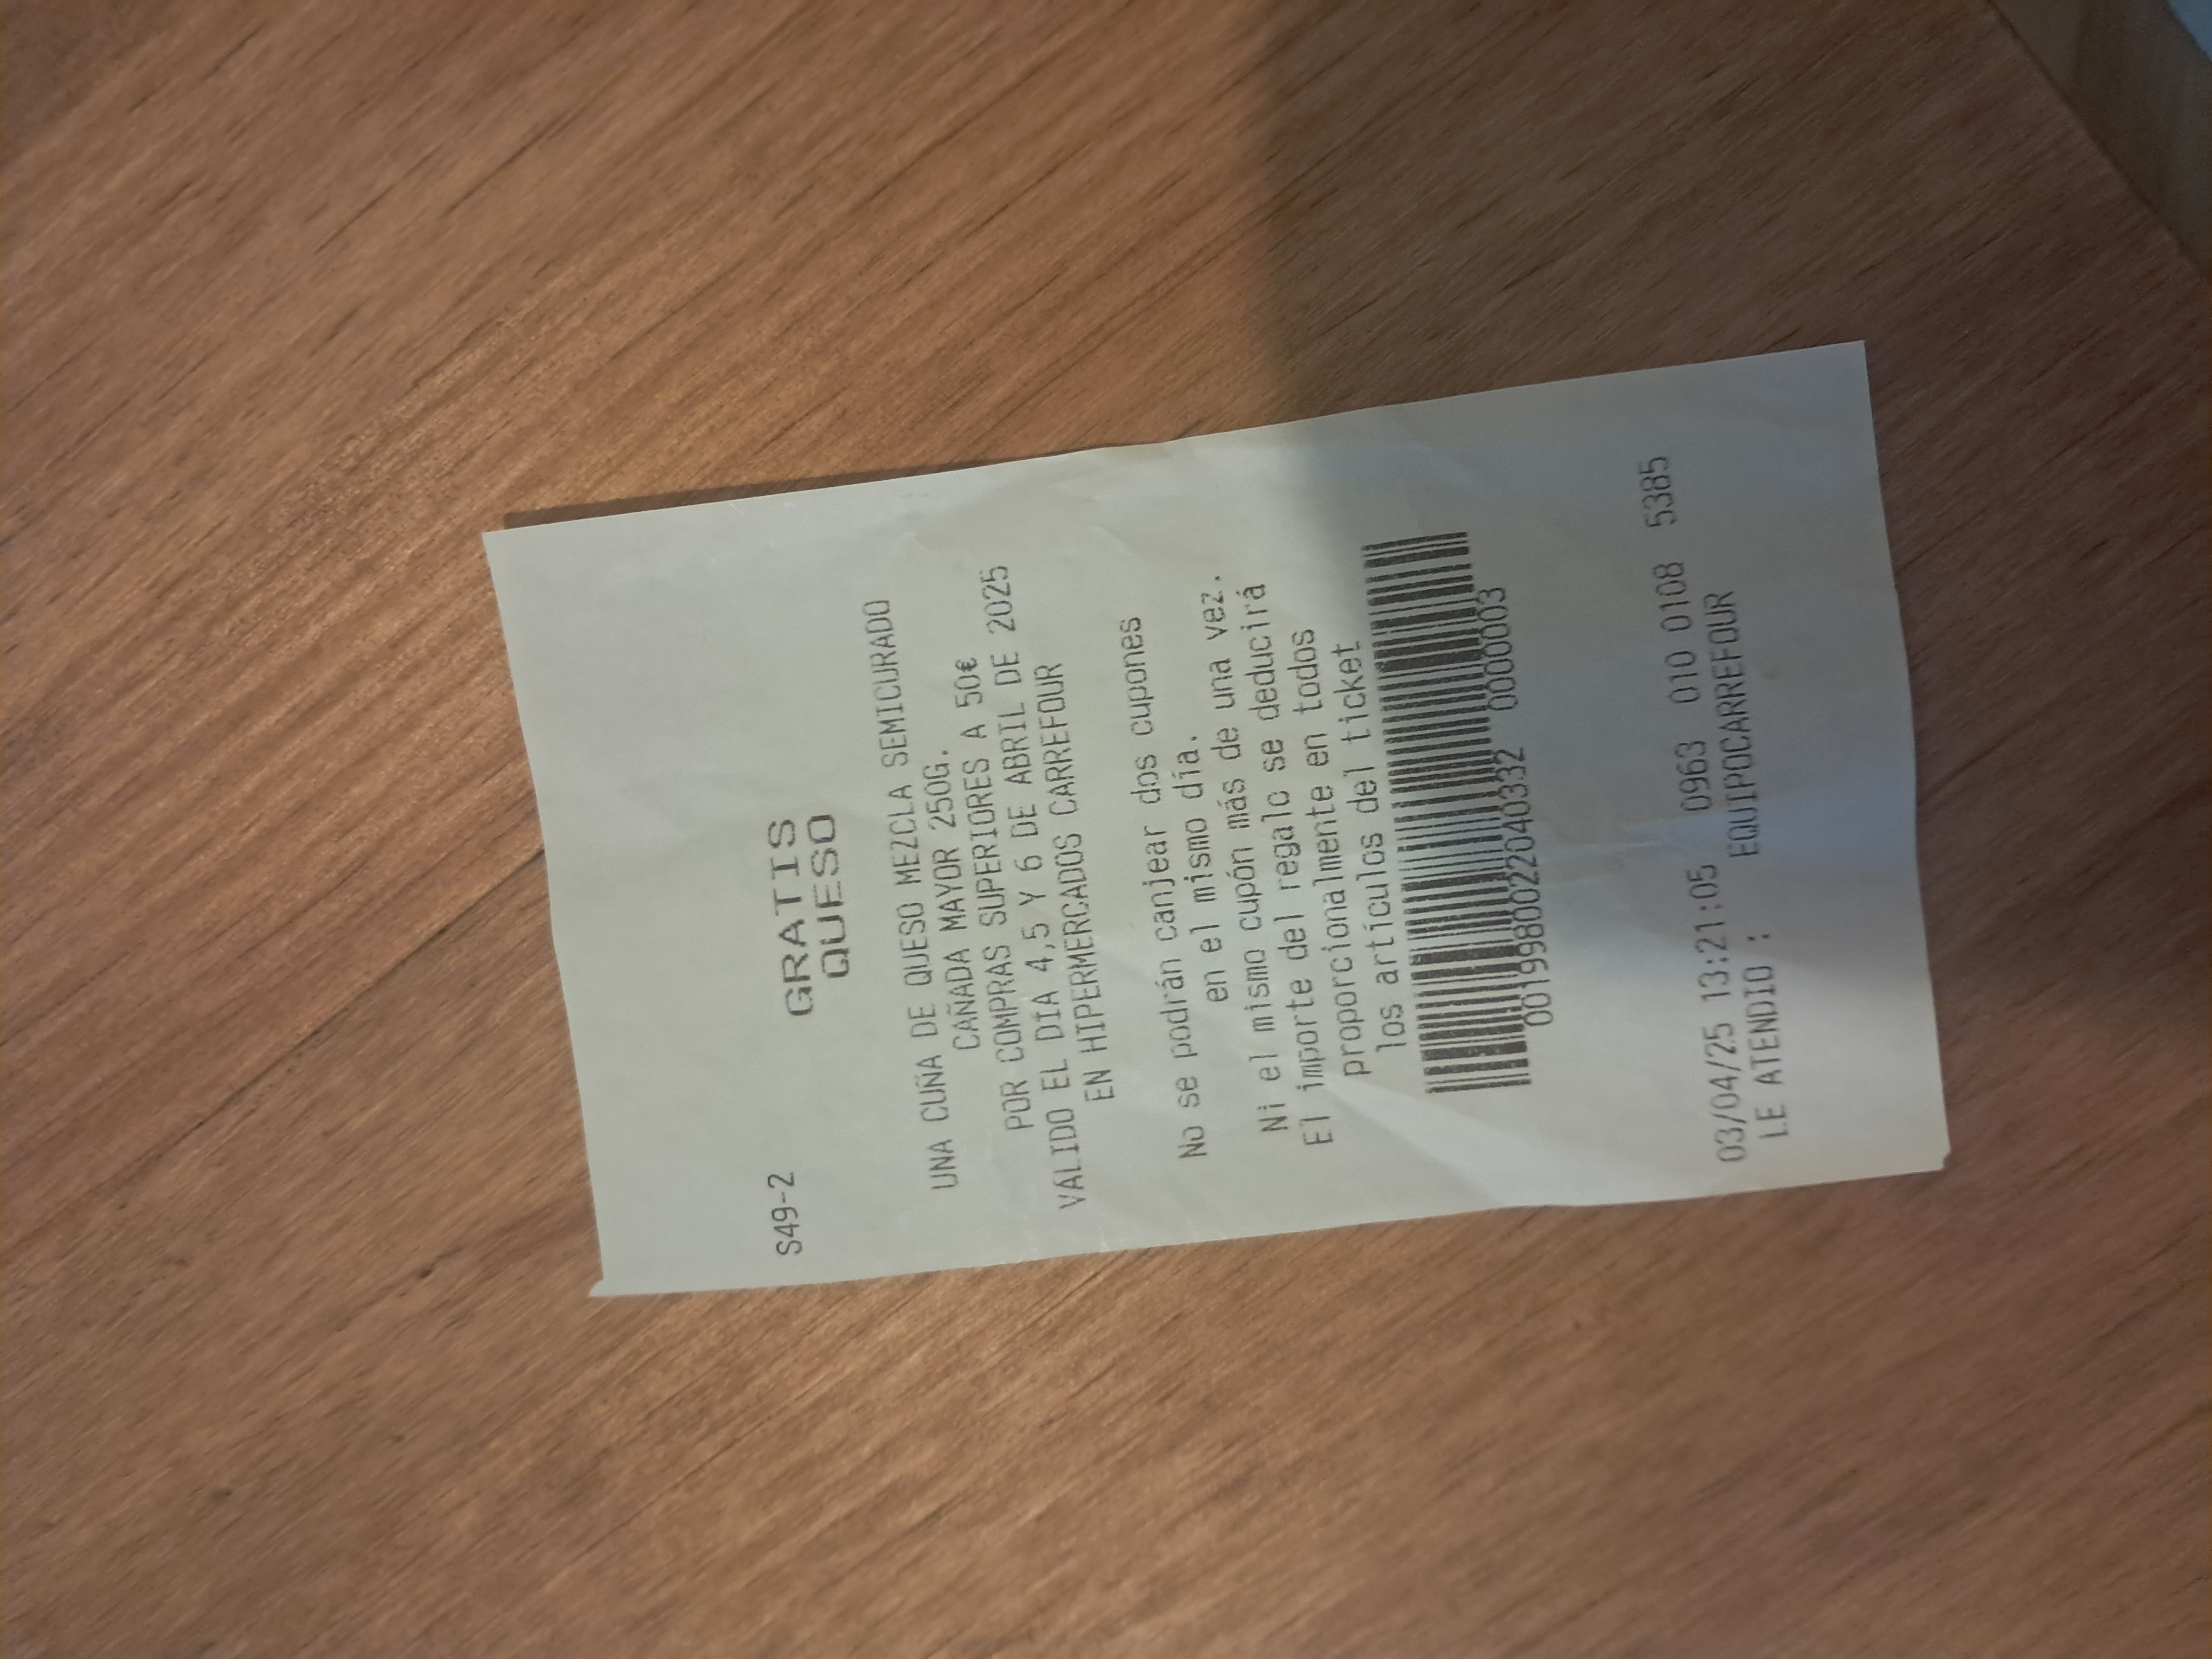 S49-2
GRATIS
QUESO
UNA CUÑA DE QUESO MEZCLA SEMICURADO
CAÑADA MAYOR 250G.
POR COMPRAS SUPERIORES A 50€
VÁLIDO EL DÍA 4,5 Y 6 DE ABRIL DE 2025
EN HIPERMERCADOS CARREFOUR
No se podrán canjear dos cupones
en el mismo día.
Ni el mismo cupón más de una vez.
El importe del regalo se deducirá
proporcionalmente en todos
los artículos del ticket
0019980022040332 0000003
03/04/25 13:21:05 0963 010 0108 5385
LE ATENDIO : EQUIPOCARREFOUR